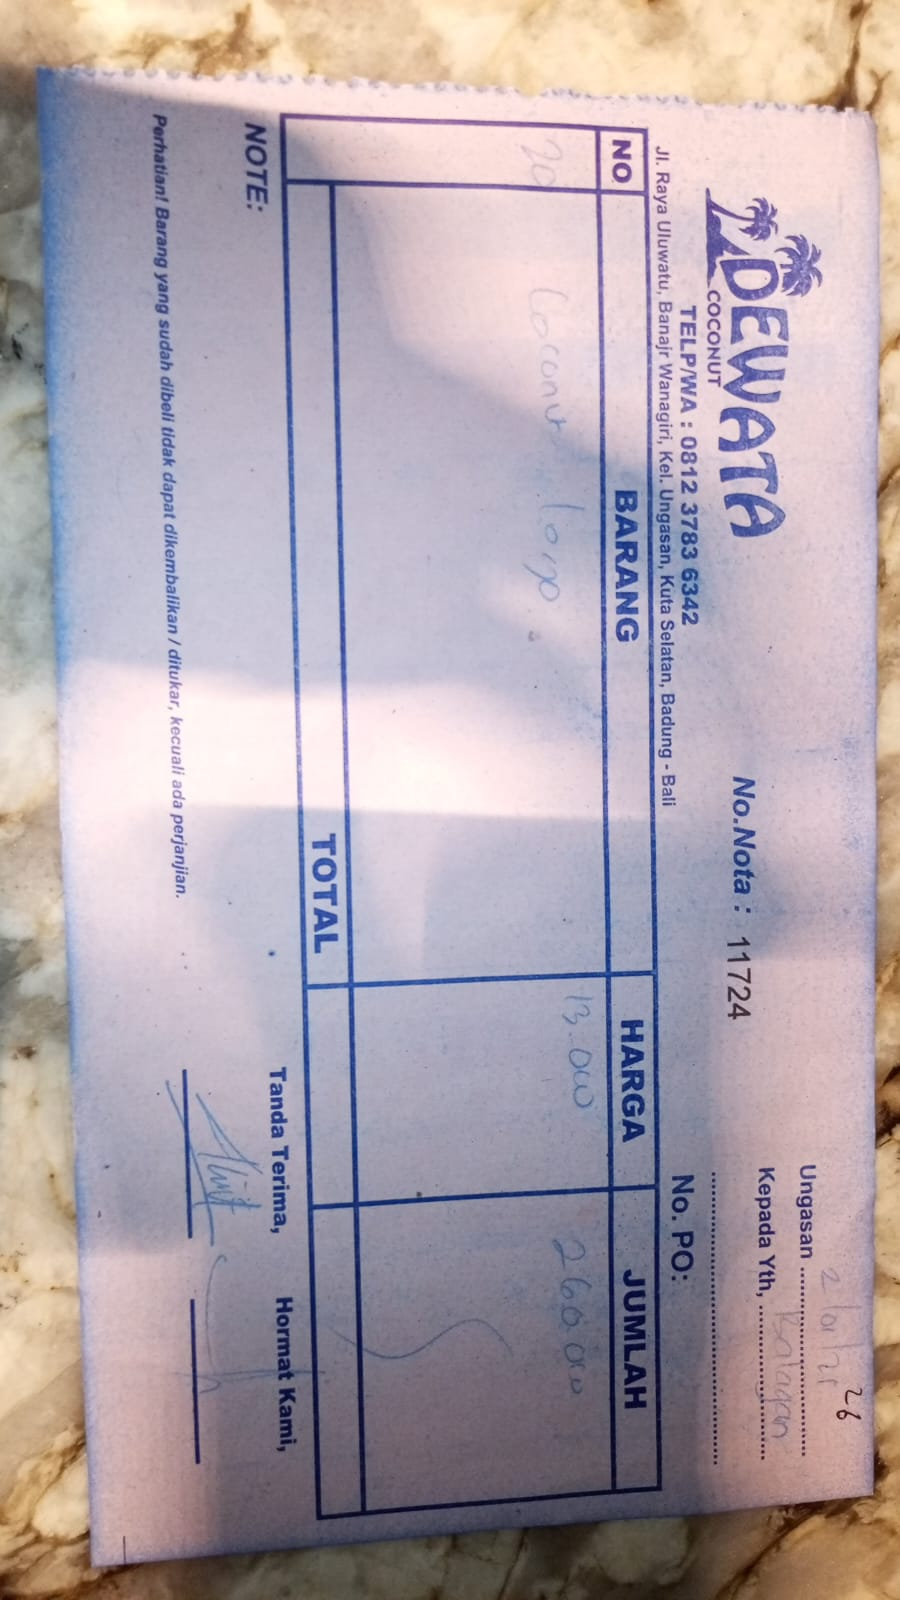 DEWATA
COCONUT
TELP/WA : 0812 3783 6342
Jl. Raya Uluwatu, Banajr Wanagiri, Kel. Ungasan, Kuta Selatan, Badung - Bali
No.Nota : 11724
26
Ungasan
Kepada Yth,
No. PO:
NO BARANG HARGA JUMLAH
20 Coconut 13.000 260.000
TOTAL
NOTE:
Tanda Terima, Hormat Kami,
Perhatian! Barang yang sudah dibeli tidak dapat dikembalikan / ditukar, kecuali ada perjanjian.